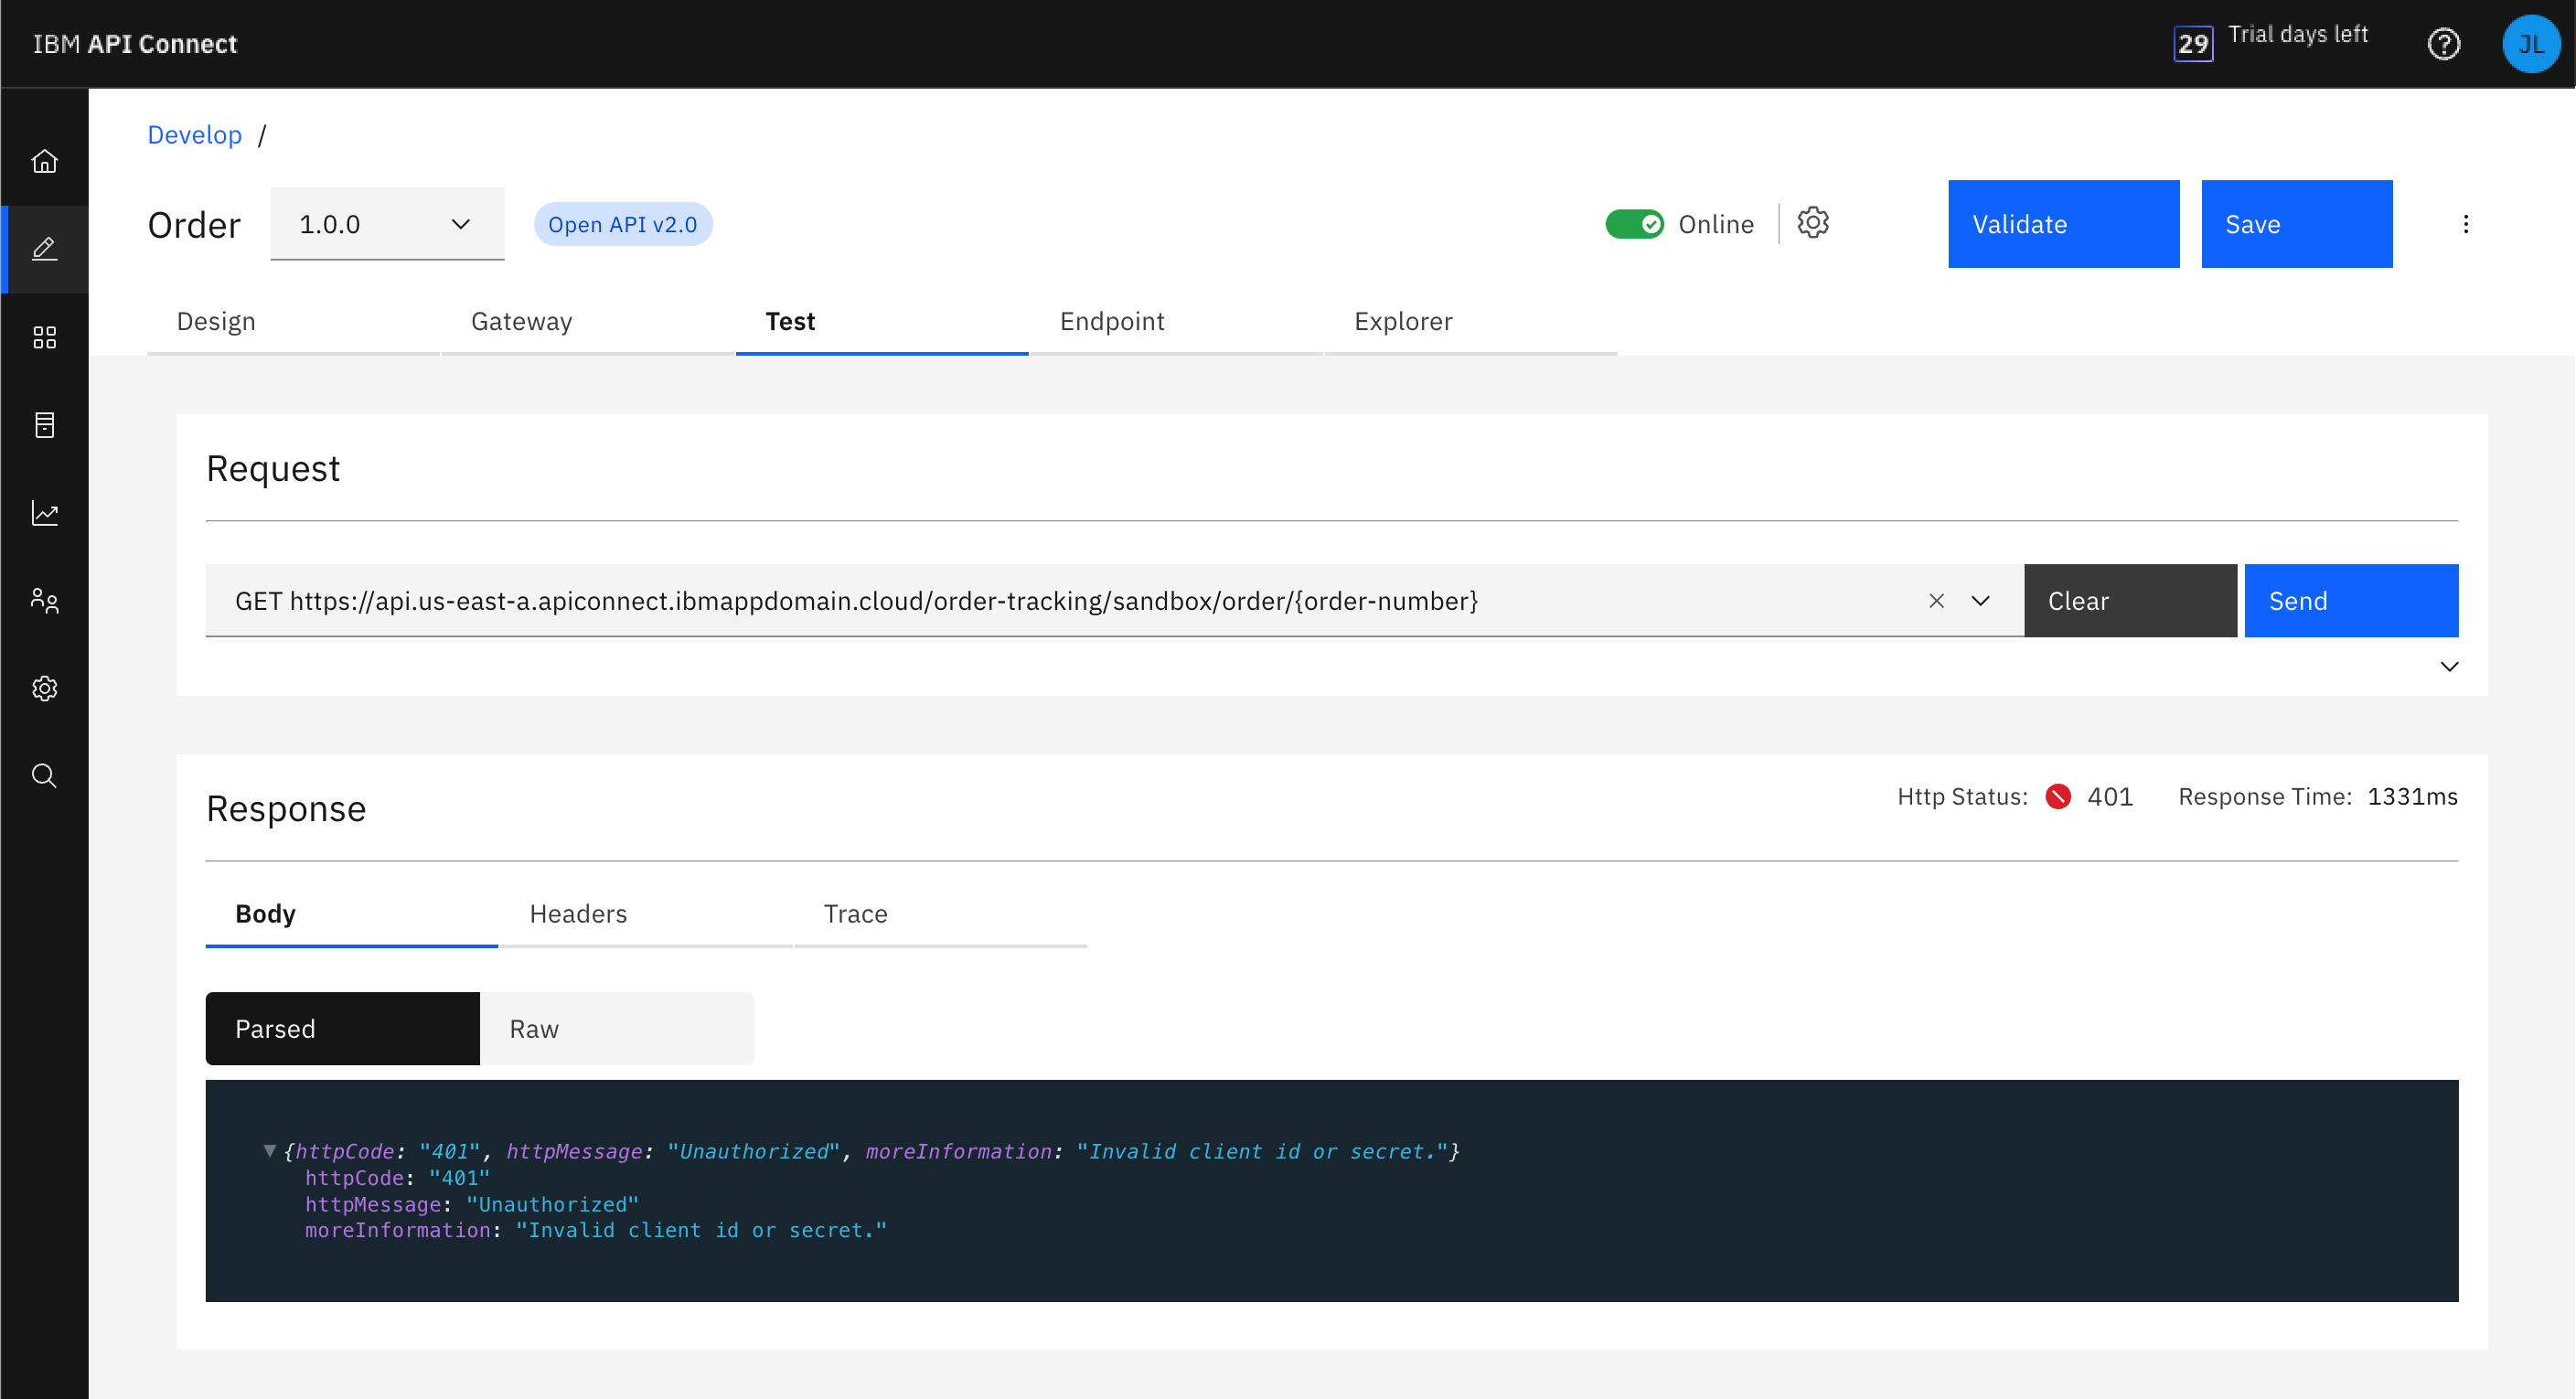 IBM API Connect
29 Trial days left
JL
Develop /
Order
1.0.0
Open API v2.0
Online
Validate
Save
Design
Gateway
Test
Endpoint
Explorer
Request
GET https://api.us-east-a.apiconnect.ibmappdomain.cloud/order-tracking/sandbox/order/{order-number}
Clear
Send
Response
Http Status: 401
Response Time: 1331ms
Body
Headers
Trace
Parsed
Raw
{httpCode: "401", httpMessage: "Unauthorized", moreInformation: "Invalid client id or secret."}
httpCode: "401"
httpMessage: "Unauthorized"
moreInformation: "Invalid client id or secret."